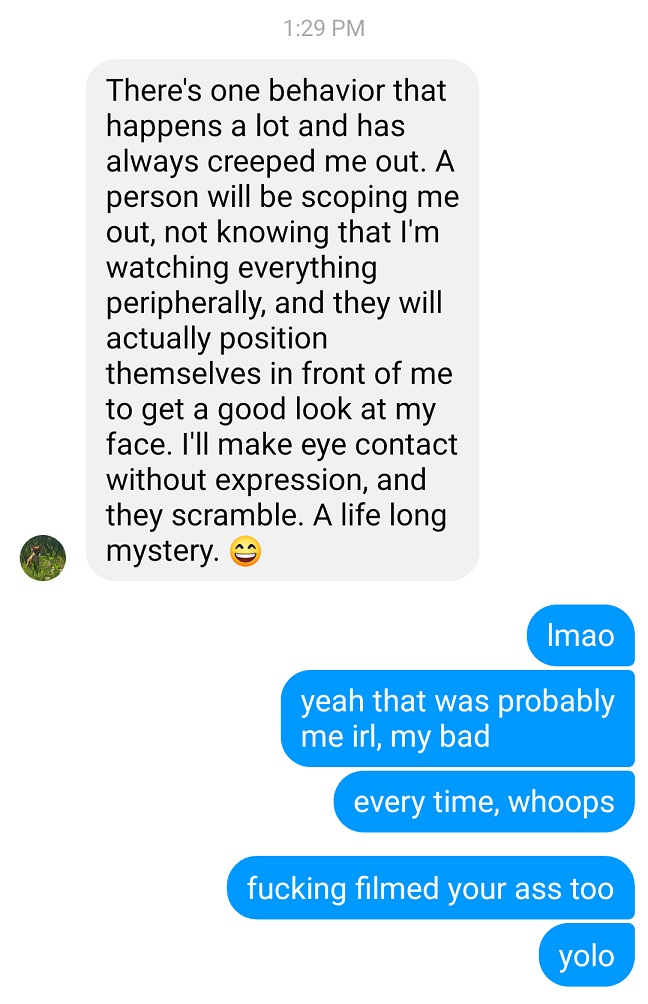 1:29 PM
There's one behavior that
happens a lot and has
always creeped me out. A
person will be scoping me
out, not knowing that I'm
watching everything
peripherally, and they will
actually position
themselves in front of me
to get a good look at my
face. I'll make eye contact
without expression, and
they scramble. A life long
mystery. 😄
lmao
yeah that was probably
me irl, my bad
every time, whoops
fucking filmed your ass too
yolo